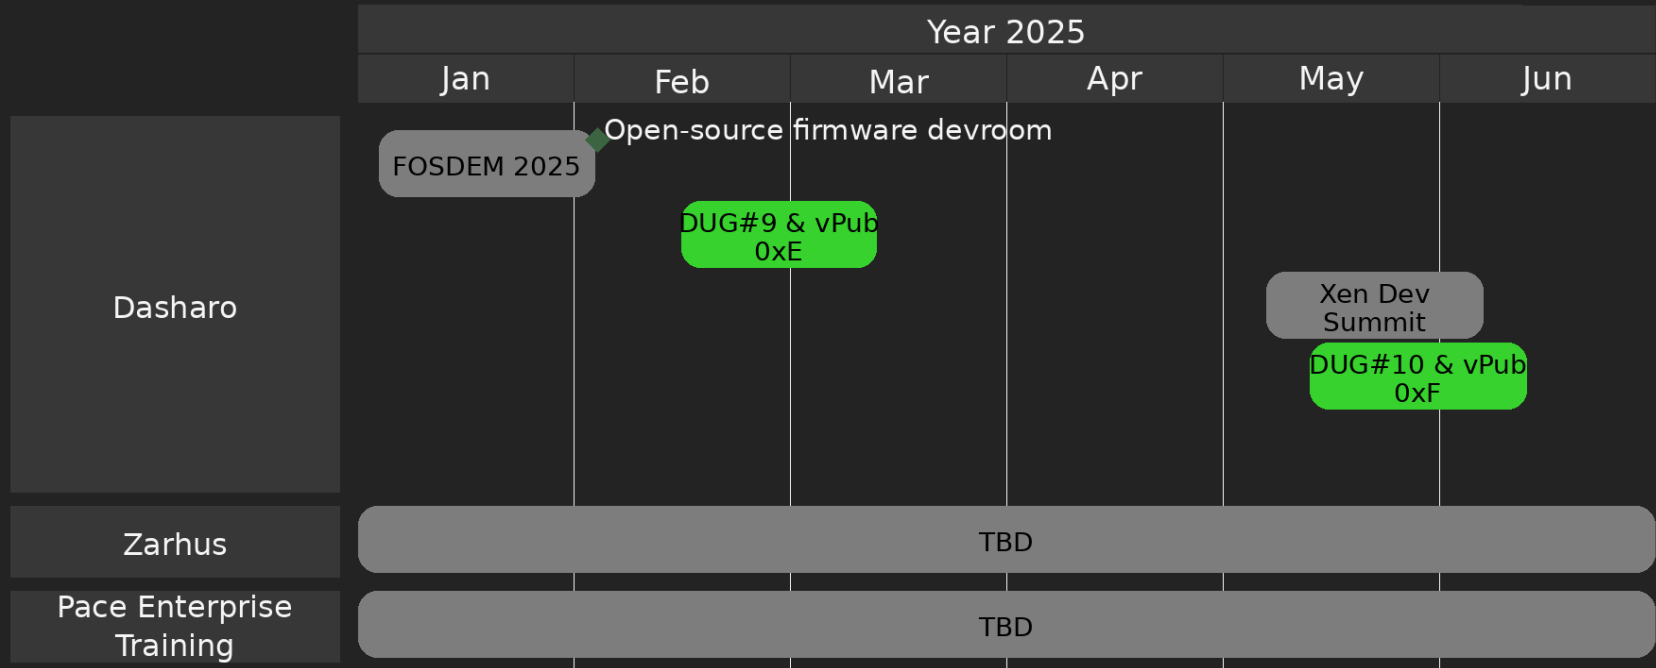 Year 2025
Jan
Feb
Mar
Apr
May
Jun
Dasharo
Open-source firmware devroom
FOSDEM 2025
DUG#9 & vPub
0xE
Xen Dev
Summit
DUG#10 & vPub
0xF
Zarhus
TBD
Pace Enterprise
Training
TBD